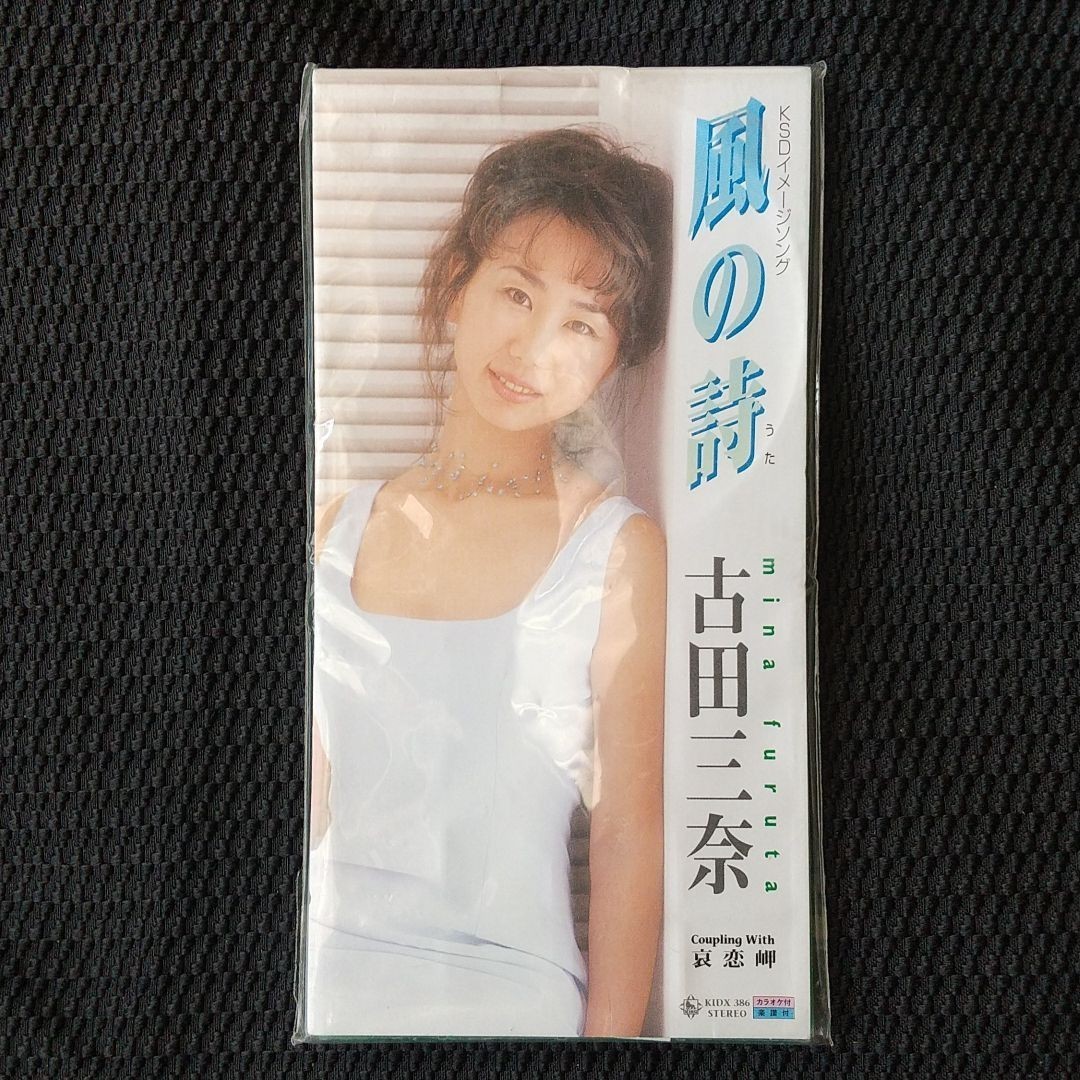 KSDイメージソング
風の詩
うた
mina furuta
古田三奈
Coupling With
哀恋岬
KIDX 386
STEREO
カラオケ付
楽譜付